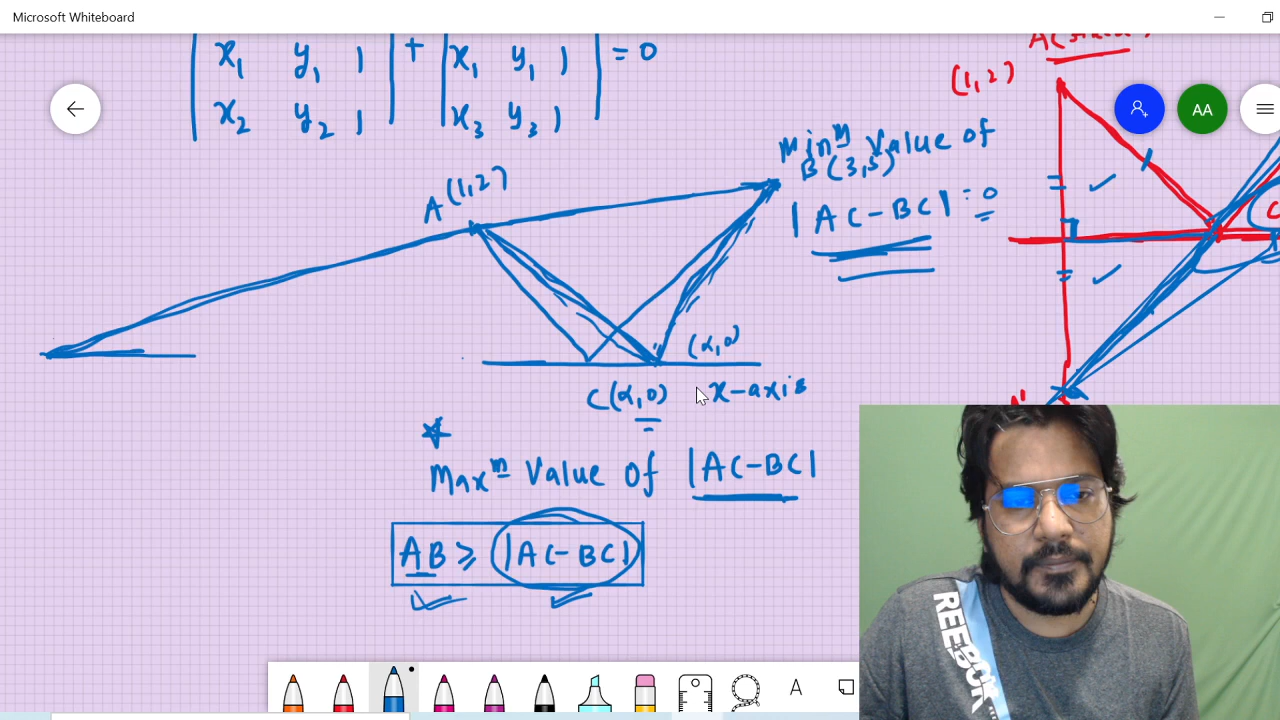 Microsoft Whiteboard
| x₁ y₁ 1 | + | x₁ y₁ 1 | = 0
| x₂ y₂ 1 | | x₃ y₃ 1 |
(1,2)
AA
Minᵐ Value of
|AC-BC| = 0
B(3,5)
A(1,2)
(α,0)
C(α,0) x-axis
Maxᵐ Value of |AC-BC|
AB ≥ |AC-BC|
A'
REEBOK
A